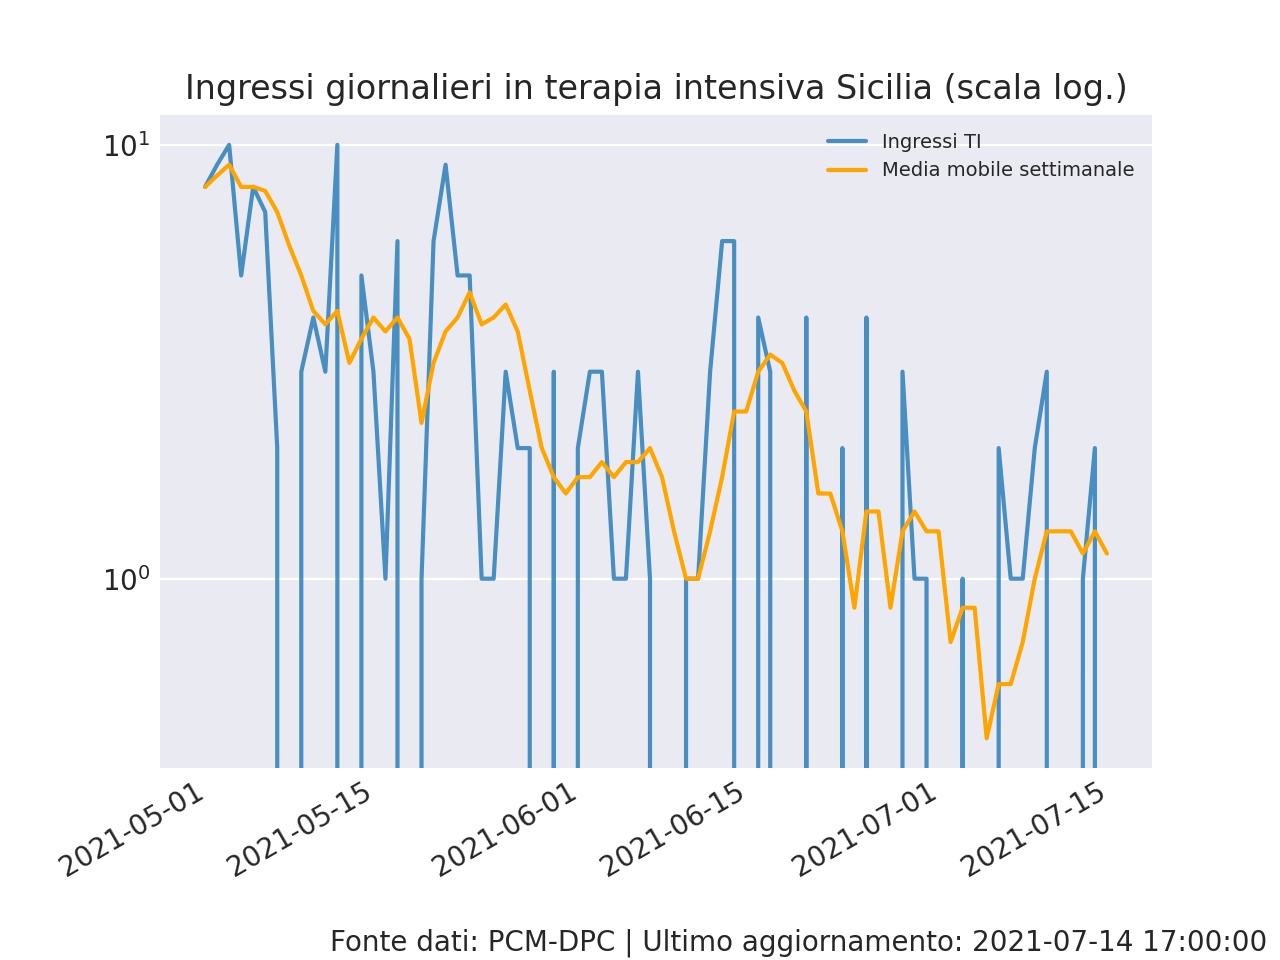 Ingressi giornalieri in terapia intensiva Sicilia (scala log.)
10¹
Ingressi TI
Media mobile settimanale
10⁰
2021-05-01
2021-05-15
2021-06-01
2021-06-15
2021-07-01
2021-07-15
Fonte dati: PCM-DPC | Ultimo aggiornamento: 2021-07-14 17:00:00